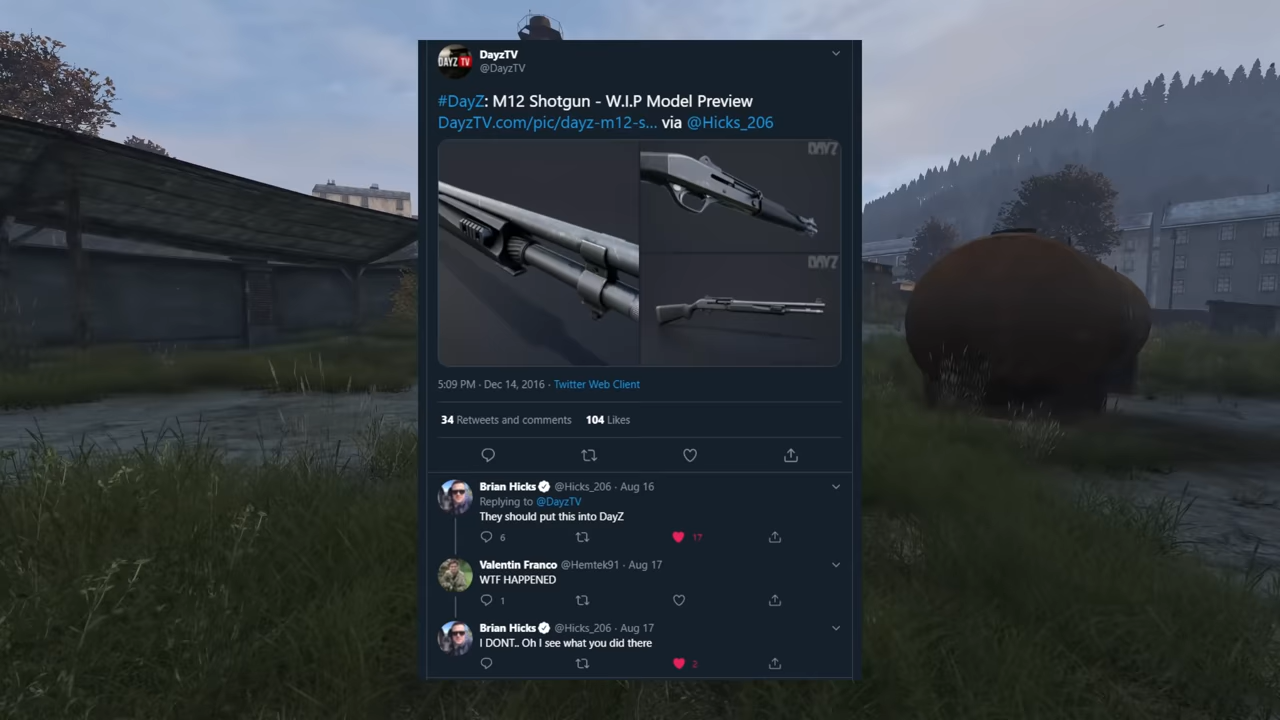 DAYZ TV
DayzTV
@DayzTV
#DayZ: M12 Shotgun - W.I.P Model Preview
DayzTV.com/pic/dayz-m12-s... via @Hicks_206
DAYZ
DAYZ
5:09 PM · Dec 14, 2016 · Twitter Web Client
34 Retweets and comments 104 Likes
Brian Hicks @Hicks_206 · Aug 16
Replying to @DayzTV
They should put this into DayZ
6 17
Valentin Franco @Hemtek91 · Aug 17
WTF HAPPENED
1
Brian Hicks @Hicks_206 · Aug 17
I DONT.. Oh I see what you did there
2